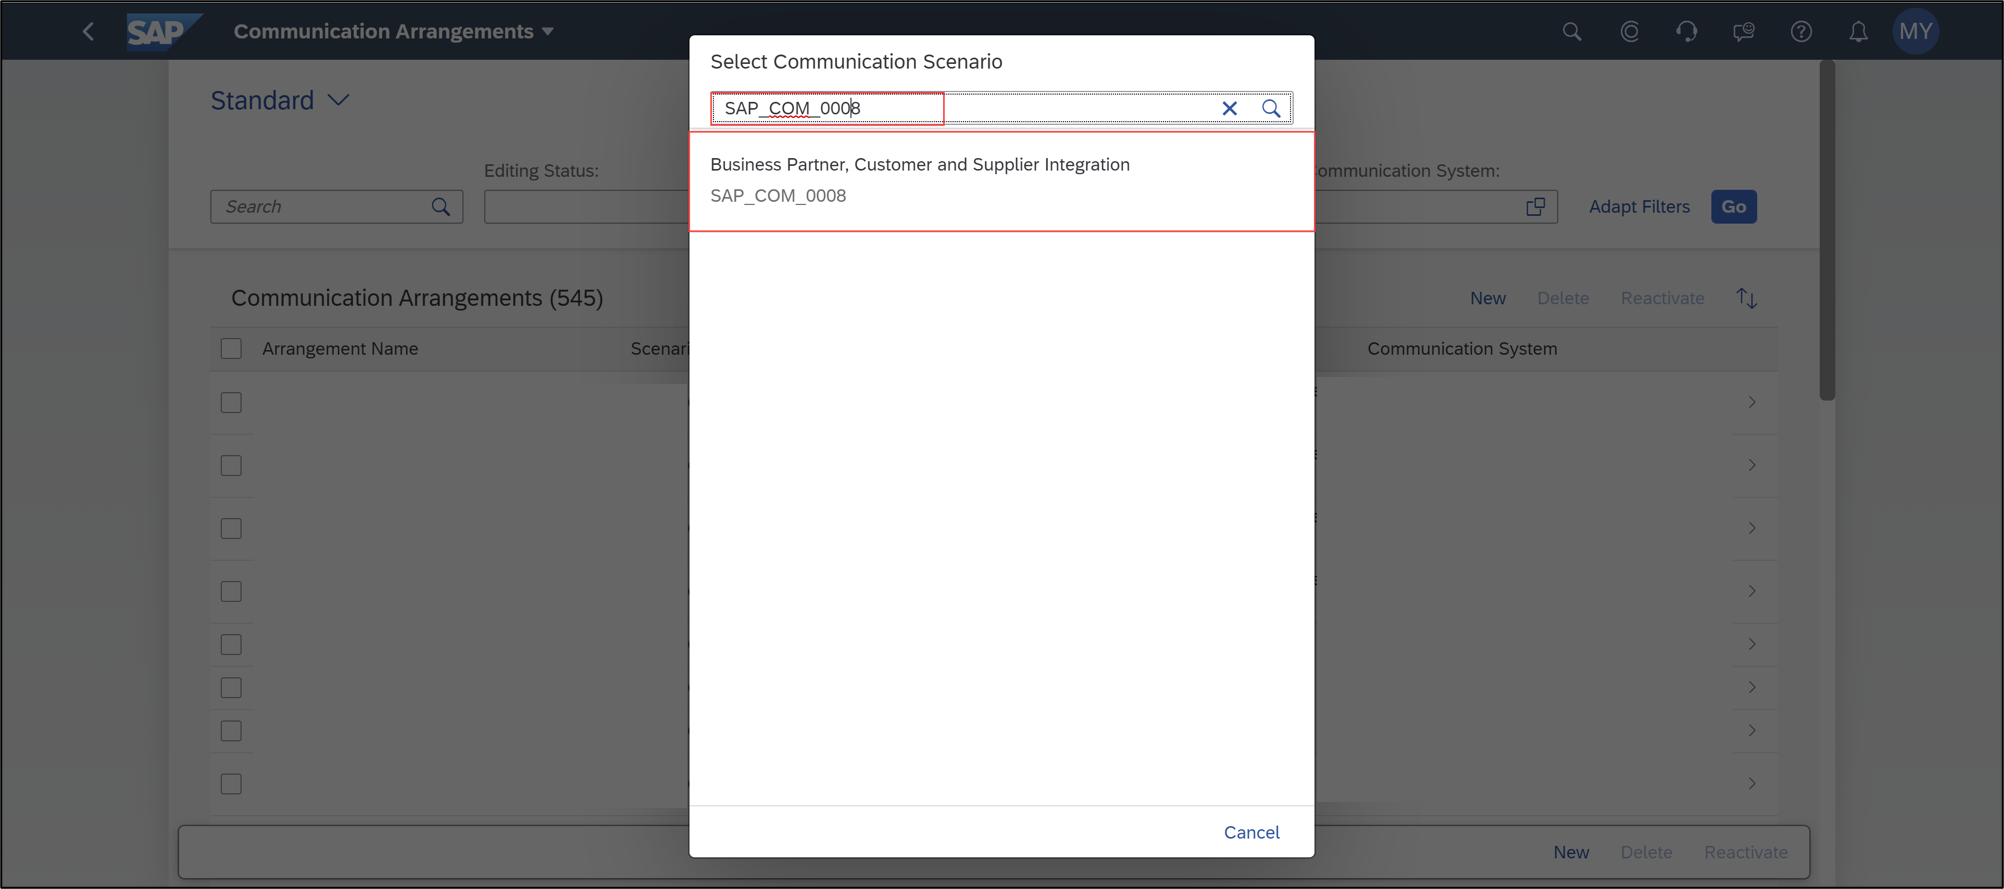 SAP Communication Arrangements
MY
Select Communication Scenario
SAP_COM_0008
Business Partner, Customer and Supplier Integration
SAP_COM_0008
Cancel
Standard
Editing Status:
ommunication System:
Search
Adapt Filters
Go
Communication Arrangements (545)
New Delete Reactivate
Arrangement Name Scenari Communication System
New Delete Reactivate